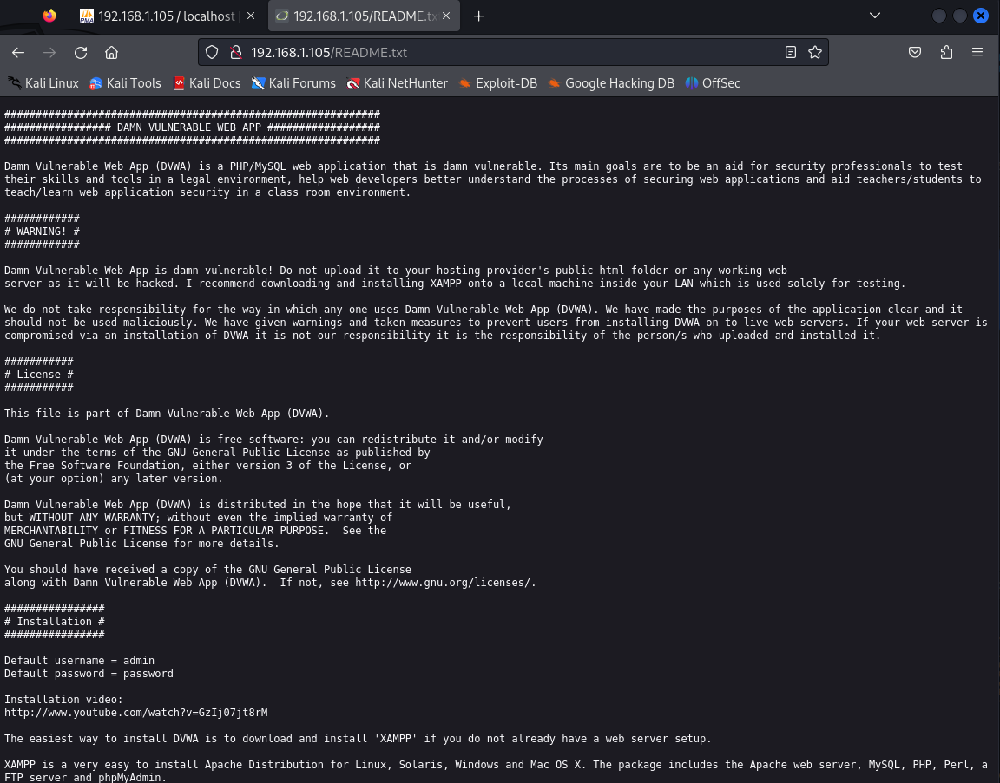 192.168.1.105 / localhost |
192.168.1.105/README.tx
192.168.1.105/README.txt
Kali Linux Kali Tools Kali Docs Kali Forums Kali NetHunter Exploit-DB Google Hacking DB OffSec
############################################################
################# DAMN VULNERABLE WEB APP ##################
############################################################
Damn Vulnerable Web App (DVWA) is a PHP/MySQL web application that is damn vulnerable. Its main goals are to be an aid for security professionals to test
their skills and tools in a legal environment, help web developers better understand the processes of securing web applications and aid teachers/students to
teach/learn web application security in a class room environment.
############
# WARNING! #
############
Damn Vulnerable Web App is damn vulnerable! Do not upload it to your hosting provider's public html folder or any working web
server as it will be hacked. I recommend downloading and installing XAMPP onto a local machine inside your LAN which is used solely for testing.
We do not take responsibility for the way in which any one uses Damn Vulnerable Web App (DVWA). We have made the purposes of the application clear and it
should not be used maliciously. We have given warnings and taken measures to prevent users from installing DVWA on to live web servers. If your web server is
compromised via an installation of DVWA it is not our responsibility it is the responsibility of the person/s who uploaded and installed it.
###########
# License #
###########
This file is part of Damn Vulnerable Web App (DVWA).
Damn Vulnerable Web App (DVWA) is free software: you can redistribute it and/or modify
it under the terms of the GNU General Public License as published by
the Free Software Foundation, either version 3 of the License, or
(at your option) any later version.
Damn Vulnerable Web App (DVWA) is distributed in the hope that it will be useful,
but WITHOUT ANY WARRANTY; without even the implied warranty of
MERCHANTABILITY or FITNESS FOR A PARTICULAR PURPOSE.  See the
GNU General Public License for more details.
You should have received a copy of the GNU General Public License
along with Damn Vulnerable Web App (DVWA).  If not, see http://www.gnu.org/licenses/.
################
# Installation #
################
Default username = admin
Default password = password
Installation video:
http://www.youtube.com/watch?v=GzIj07jt8rM
The easiest way to install DVWA is to download and install 'XAMPP' if you do not already have a web server setup.
XAMPP is a very easy to install Apache Distribution for Linux, Solaris, Windows and Mac OS X. The package includes the Apache web server, MySQL, PHP, Perl, a
FTP server and phpMyAdmin.